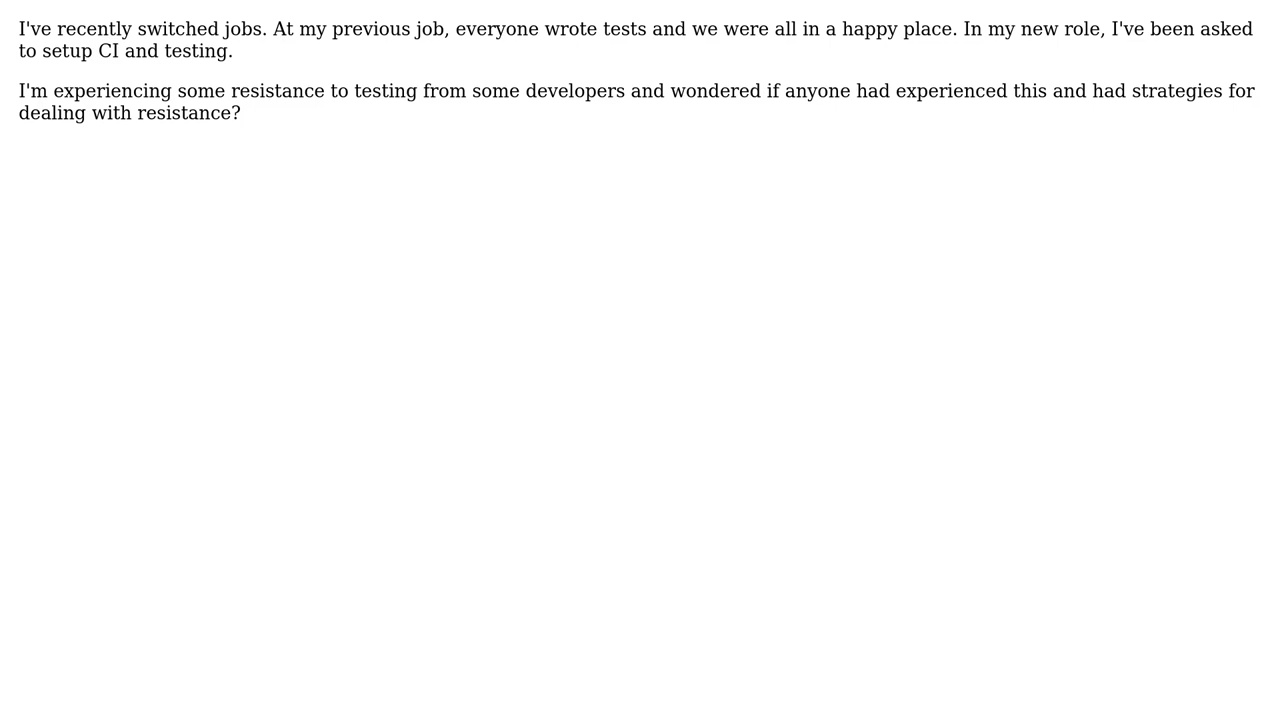 I've recently switched jobs. At my previous job, everyone wrote tests and we were all in a happy place. In my new role, I've been asked
to setup CI and testing.
I'm experiencing some resistance to testing from some developers and wondered if anyone had experienced this and had strategies for
dealing with resistance?